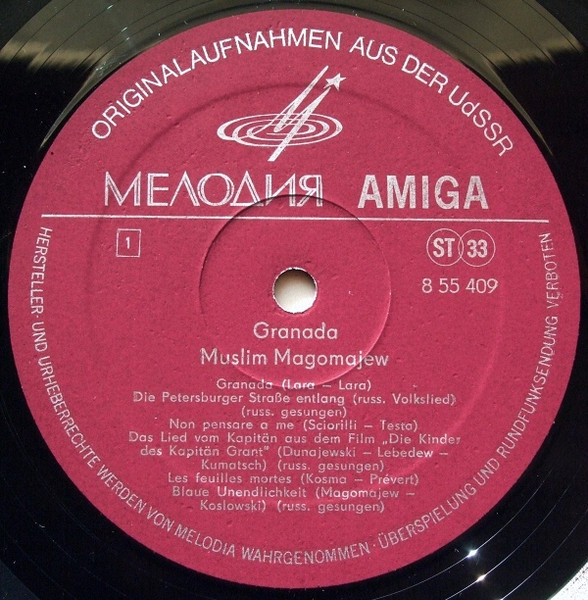 ORIGINALAUFNAHMEN AUS DER UdSSR
МЕЛОДИЯ AMIGA
1
ST 33
8 55 409
Granada
Muslim Magomajew
Granada (Lara – Lara)
Die Petersburger Straße entlang (russ. Volkslied)
(russ. gesungen)
Non pensare a me (Sciorilli – Testa)
Das Lied vom Kapitän aus dem Film „Die Kinder
des Kapitän Grant" (Dunajewski – Lebedew –
Kumatsch) (russ. gesungen)
Les feuilles mortes (Kosma – Prévert)
Blaue Unendlichkeit (Magomajew –
Koslowski) (russ. gesungen)
HERSTELLER- UND URHEBERRECHTE WERDEN VON MELODIA WAHRGENOMMEN · ÜBERSPIELUNG UND RUNDFUNKSENDUNG VERBOTEN